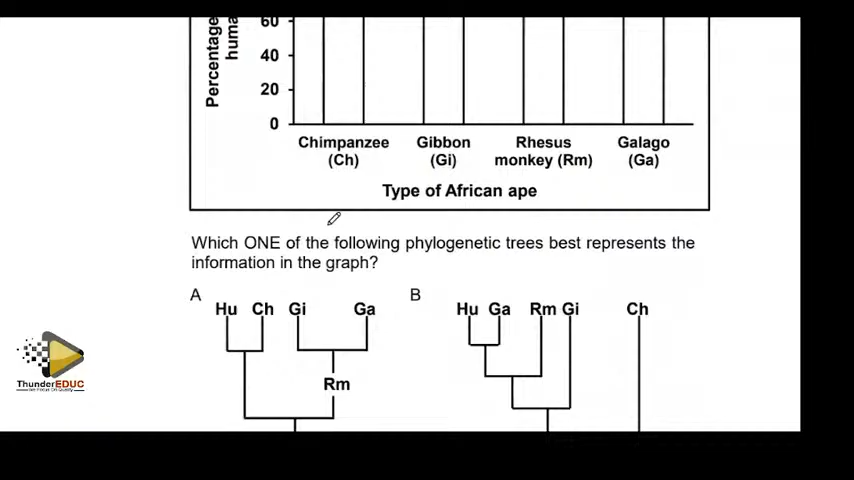 Percentage
huma
60
40
20
0
Chimpanzee Gibbon Rhesus Galago
(Ch) (Gi) monkey (Rm) (Ga)
Type of African ape
Which ONE of the following phylogenetic trees best represents the
information in the graph?
A B
Hu Ch Gi Ga Hu Ga Rm Gi Ch
Rm
ThunderEDUC